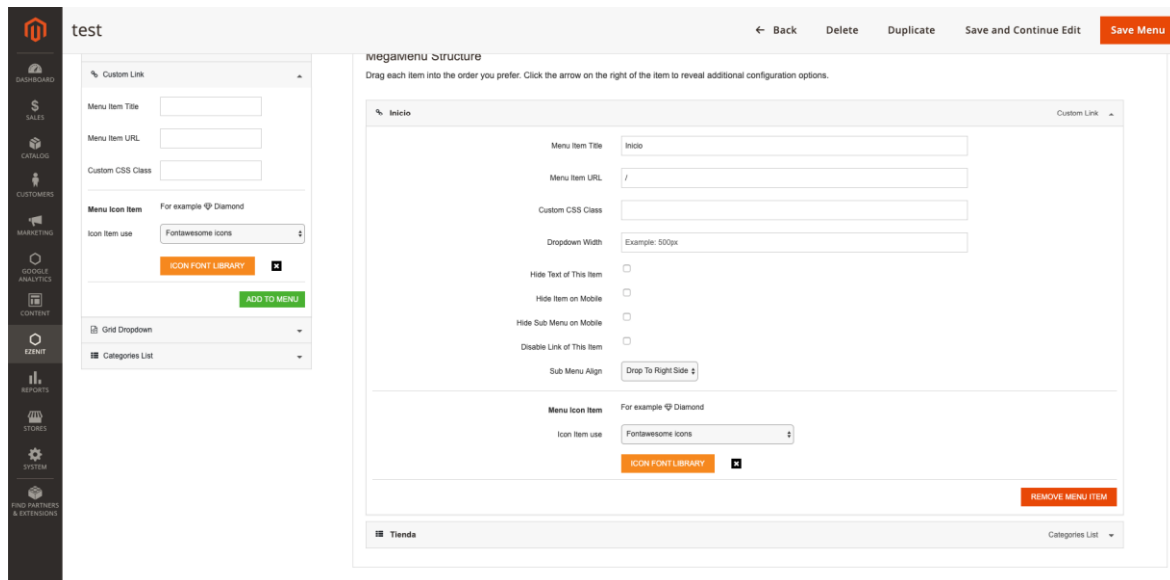 test
← Back Delete Duplicate Save and Continue Edit Save Menu
DASHBOARD
SALES
CATALOG
CUSTOMERS
MARKETING
GOOGLE
ANALYTICS
CONTENT
EZENIT
REPORTS
STORES
SYSTEM
FIND PARTNERS
& EXTENSIONS
Custom Link
Menu Item Title
Menu Item URL
Custom CSS Class
Menu Icon Item For example Diamond
Icon Item use Fontawesome icons
ICON FONT LIBRARY
ADD TO MENU
Grid Dropdown
Categories List
MegaMenu Structure
Drag each item into the order you prefer. Click the arrow on the right of the item to reveal additional configuration options.
Inicio Custom Link
Menu Item Title Inicio
Menu Item URL /
Custom CSS Class
Dropdown Width Example: 500px
Hide Text of This Item
Hide Item on Mobile
Hide Sub Menu on Mobile
Disable Link of This Item
Sub Menu Align Drop To Right Side
Menu Icon Item For example Diamond
Icon Item use Fontawesome icons
ICON FONT LIBRARY
REMOVE MENU ITEM
Tienda Categories List